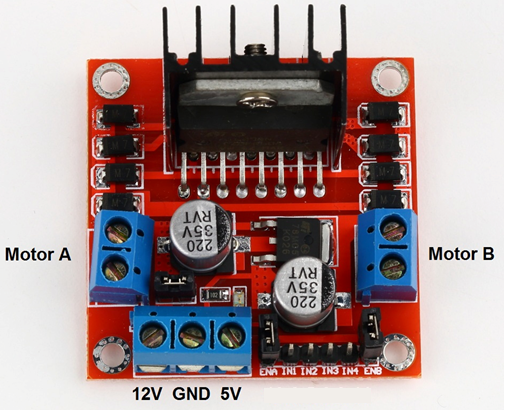 Motor A
Motor B
220
35V
RVT
220
35V
RVT
ENA IN1 IN2 IN3 IN4 ENB
12V GND 5V